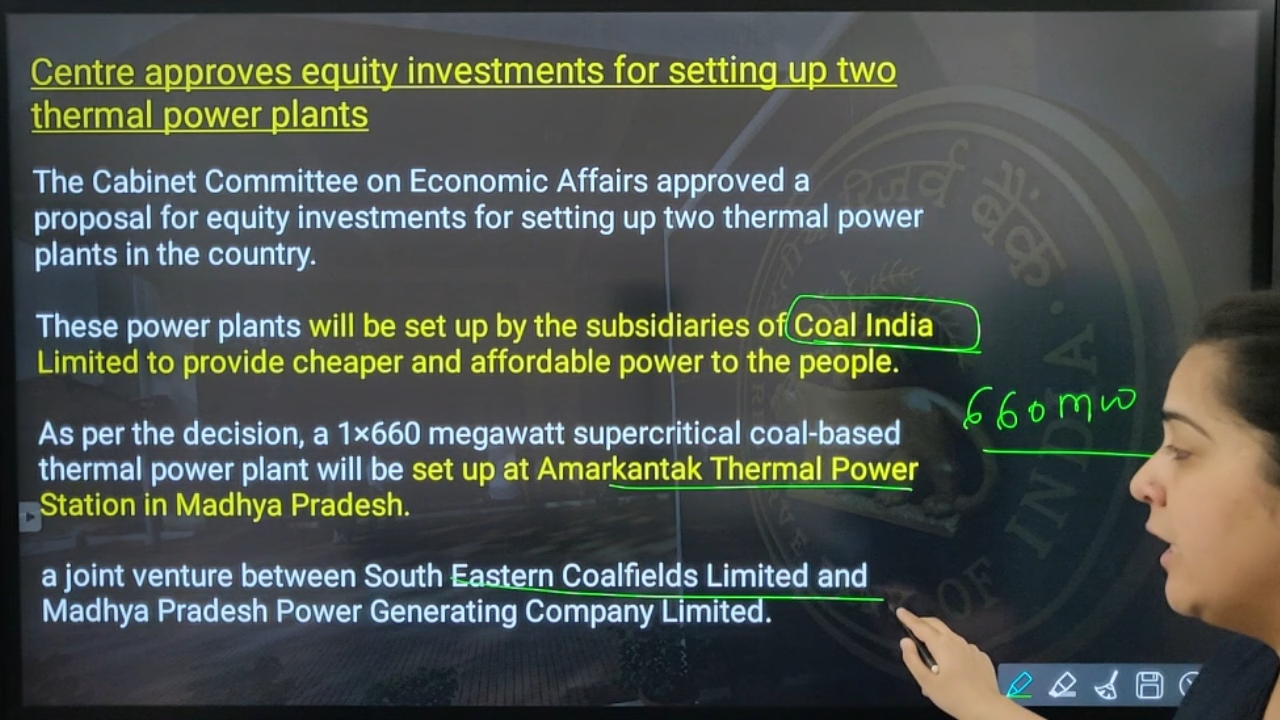 Centre approves equity investments for setting up two
thermal power plants
The Cabinet Committee on Economic Affairs approved a
proposal for equity investments for setting up two thermal power
plants in the country.
These power plants will be set up by the subsidiaries of Coal India
Limited to provide cheaper and affordable power to the people.
660mw
As per the decision, a 1×660 megawatt supercritical coal-based
thermal power plant will be set up at Amarkantak Thermal Power
Station in Madhya Pradesh.
a joint venture between South Eastern Coalfields Limited and
Madhya Pradesh Power Generating Company Limited.
रिज़र्व बैंक
OF INDIA